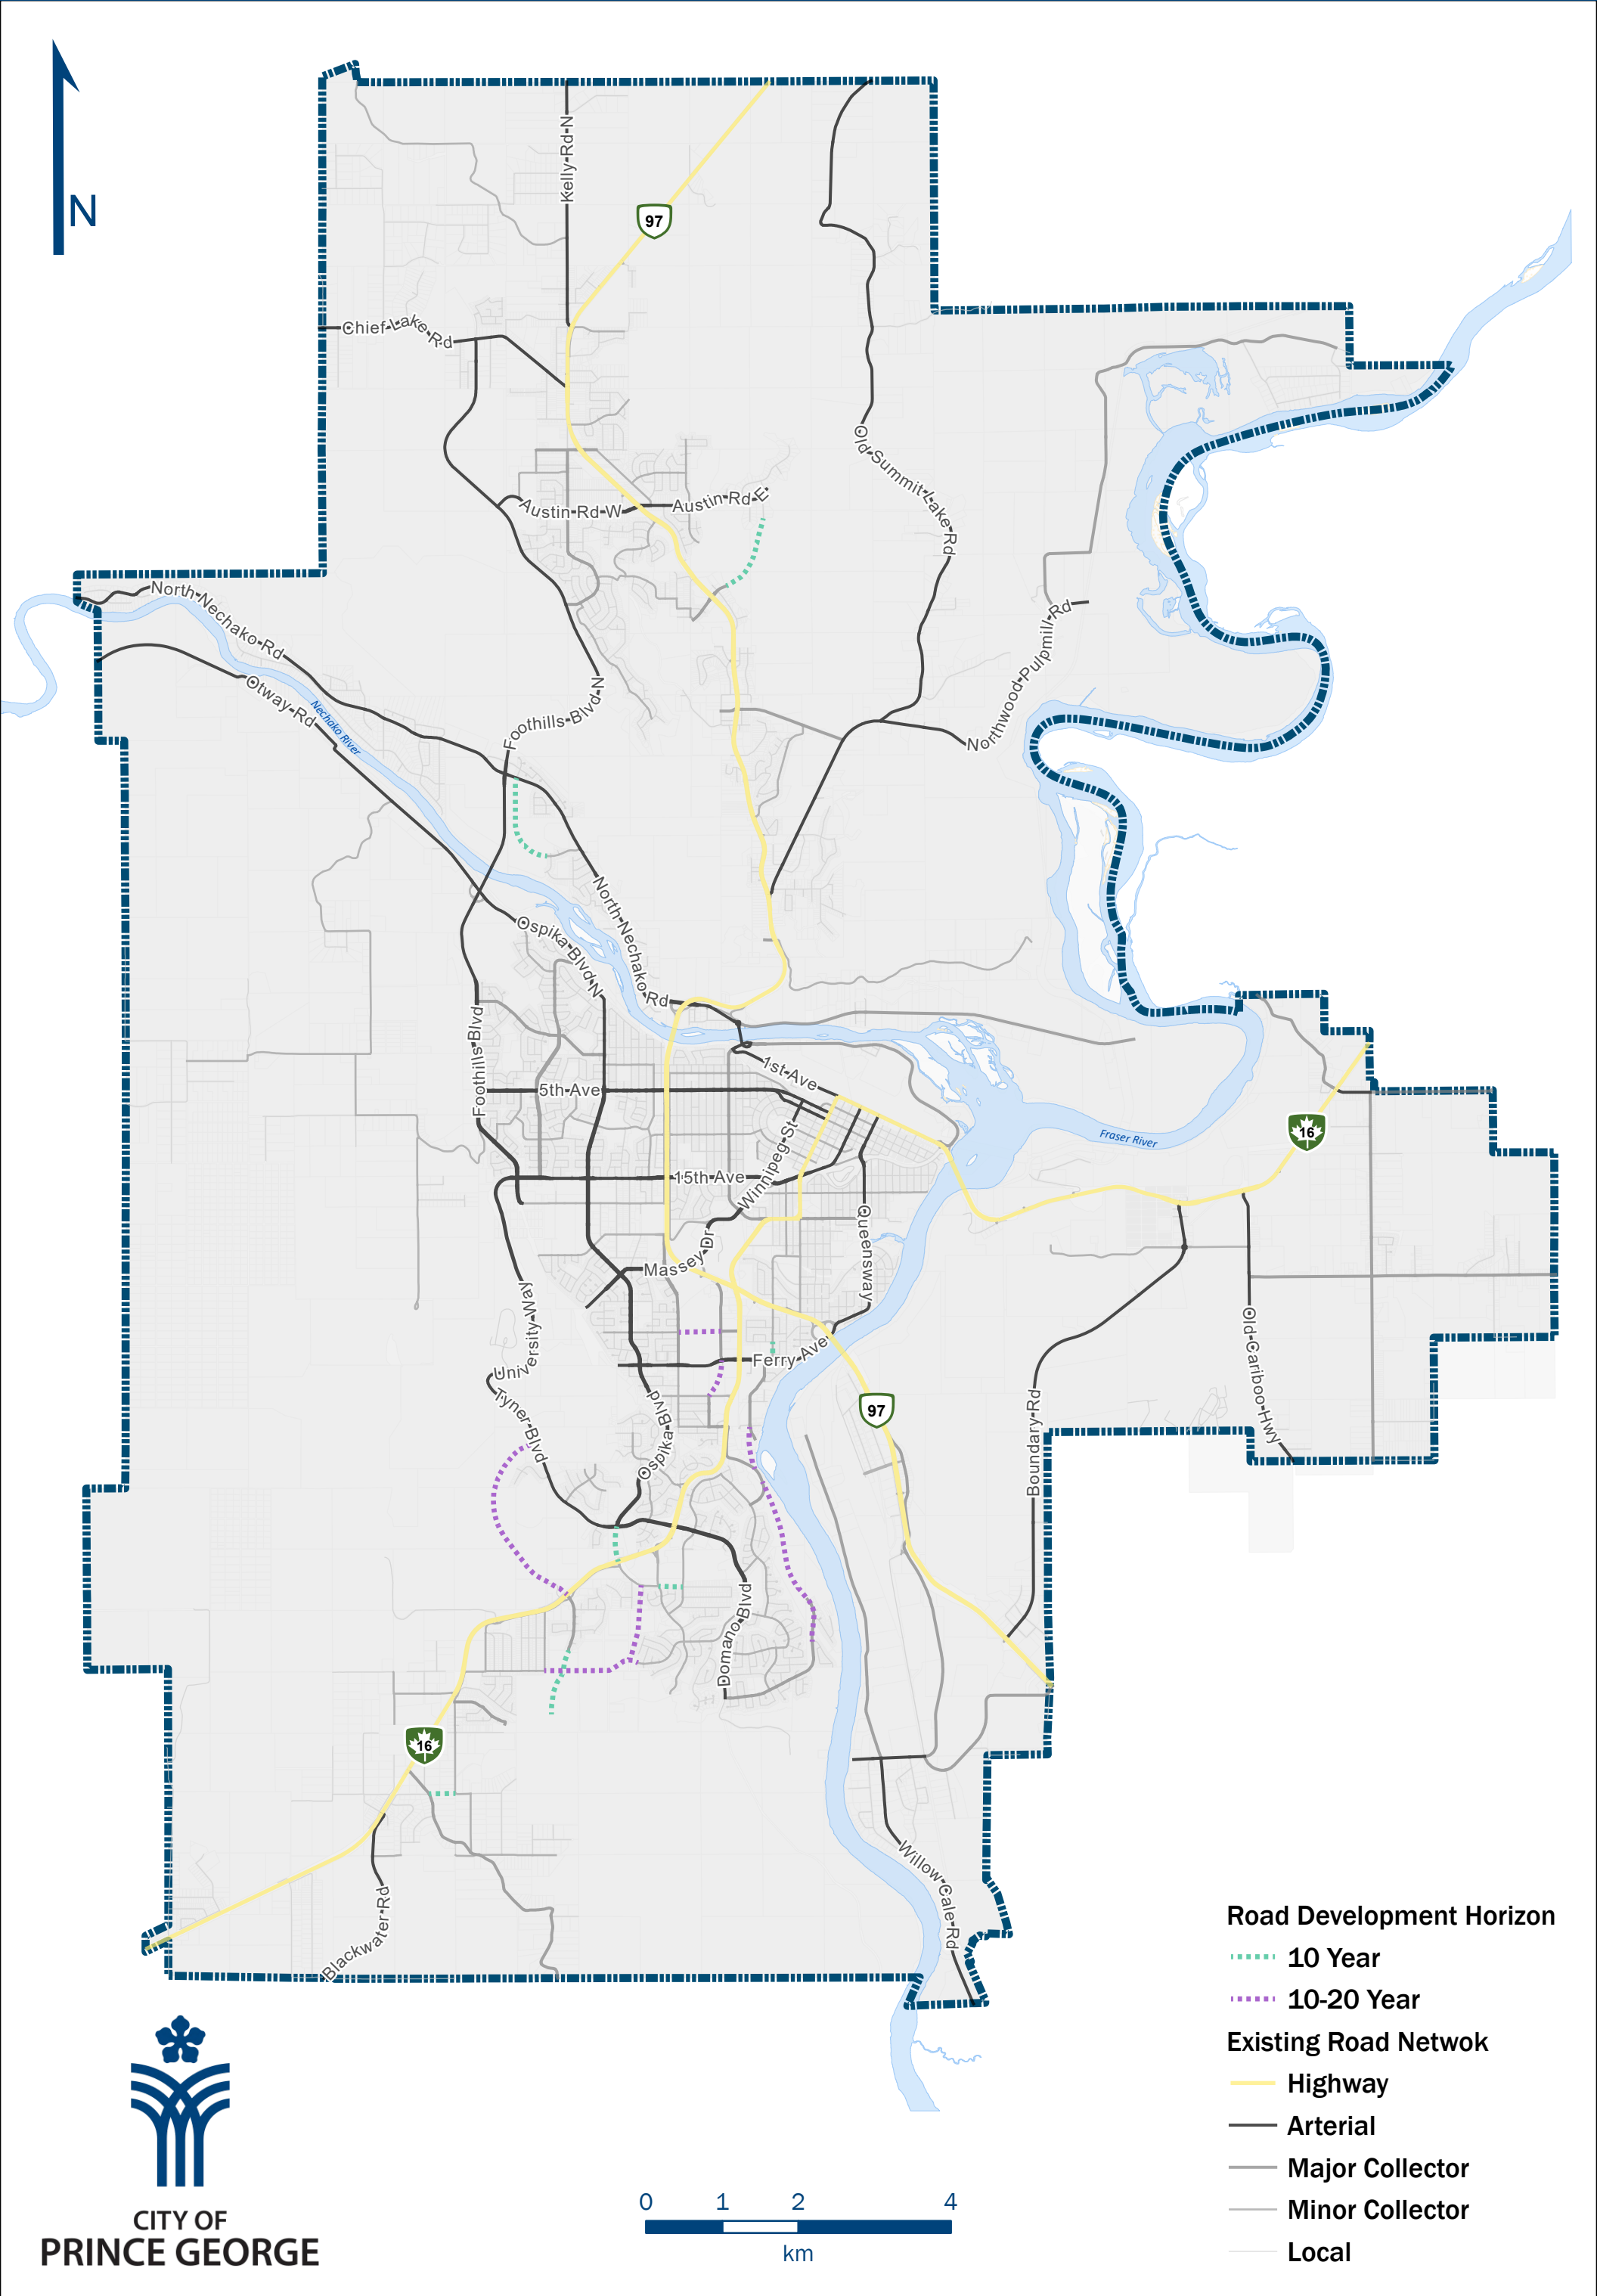 N
Kelly Rd N
97
Chief Lake Rd
Old Summit Lake Rd
Austin Rd W
Austin Rd E
North Nechako Rd
Otway Rd
Nechako River
Foothills Blvd N
Northwood Pulpmill Rd
North Nechako Rd
Ospika Blvd N
Foothills Blvd
1st Ave
5th Ave
Winnipeg St
15th Ave
Fraser River
16
Queensway
Massey Dr
University Way
Ferry Ave
Tyner Blvd
Ospika Blvd
97
Old Cariboo Hwy
Boundary Rd
Domano Blvd
16
Blackwater Rd
Willow Cale Rd
Road Development Horizon
10 Year
10-20 Year
Existing Road Netwok
Highway
Arterial
Major Collector
Minor Collector
Local
0 1 2 4
km
CITY OF
PRINCE GEORGE